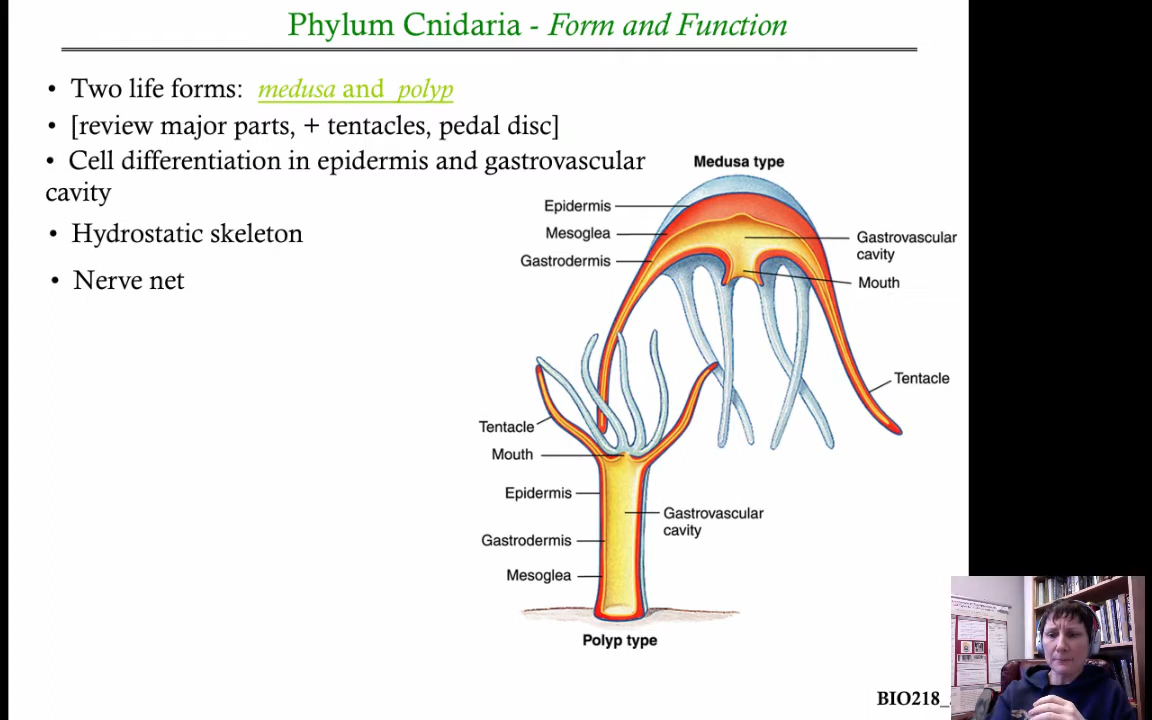 Phylum Cnidaria - Form and Function
• Two life forms: medusa and polyp
• [review major parts, + tentacles, pedal disc]
• Cell differentiation in epidermis and gastrovascular
cavity
• Hydrostatic skeleton
• Nerve net
Medusa type
Epidermis
Mesoglea
Gastrodermis
Gastrovascular
cavity
Mouth
Tentacle
Tentacle
Mouth
Epidermis
Gastrodermis
Mesoglea
Gastrovascular
cavity
Polyp type
BIO218_